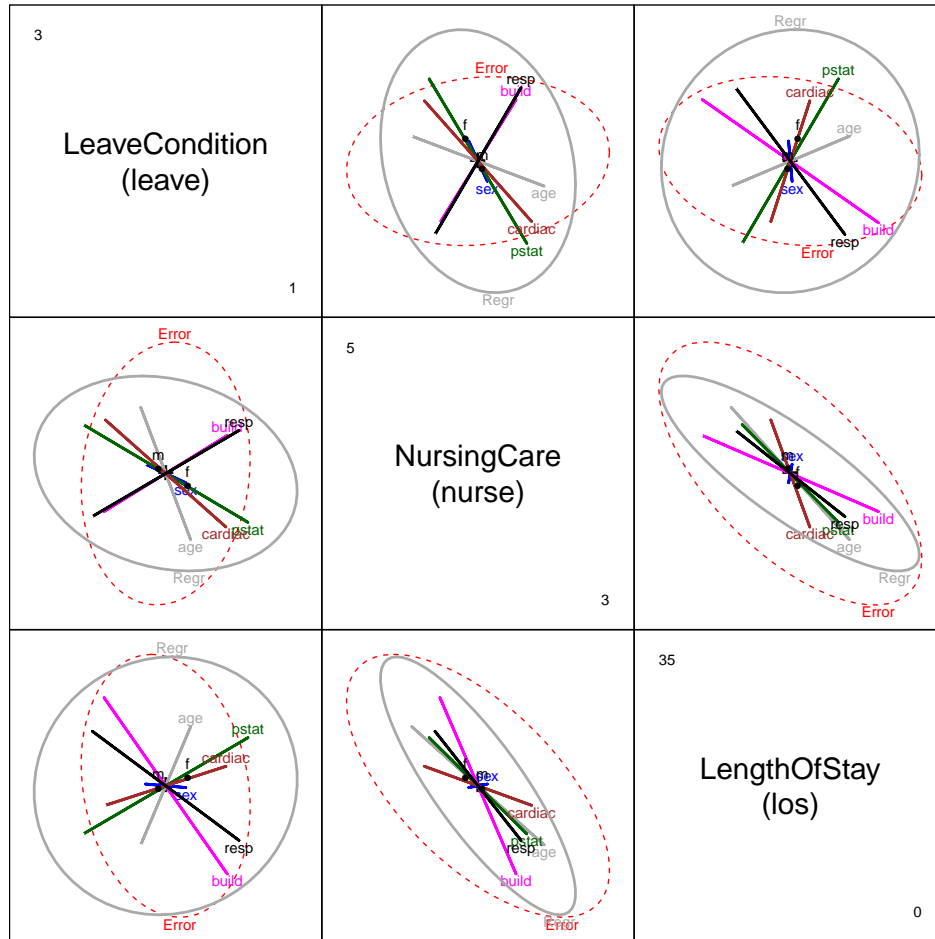 3
LeaveCondition
(leave)
1
Error
resp
build
f
m
sex
age
cardiac
pstat
Regr
Regr
pstat
cardiac
f
age
m
sex
resp
build
Error
Error
resp
build
m
f
sex
cardiac
pstat
age
Regr
5
NursingCare
(nurse)
3
m
sex
f
build
resp
pstat
cardiac
age
Regr
Error
Regr
age
pstat
cardiac
m
f
sex
resp
build
Error
f
m
sex
cardiac
pstat
resp
age
build
Regr
Error
35
LengthOfStay
(los)
0